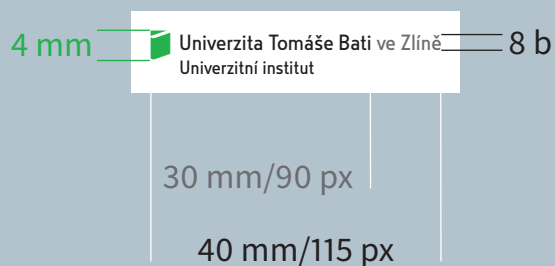 4 mm
Univerzita Tomáše Bati ve Zlíně
8 b
Univerzitní institut
30 mm/90 px
40 mm/115 px